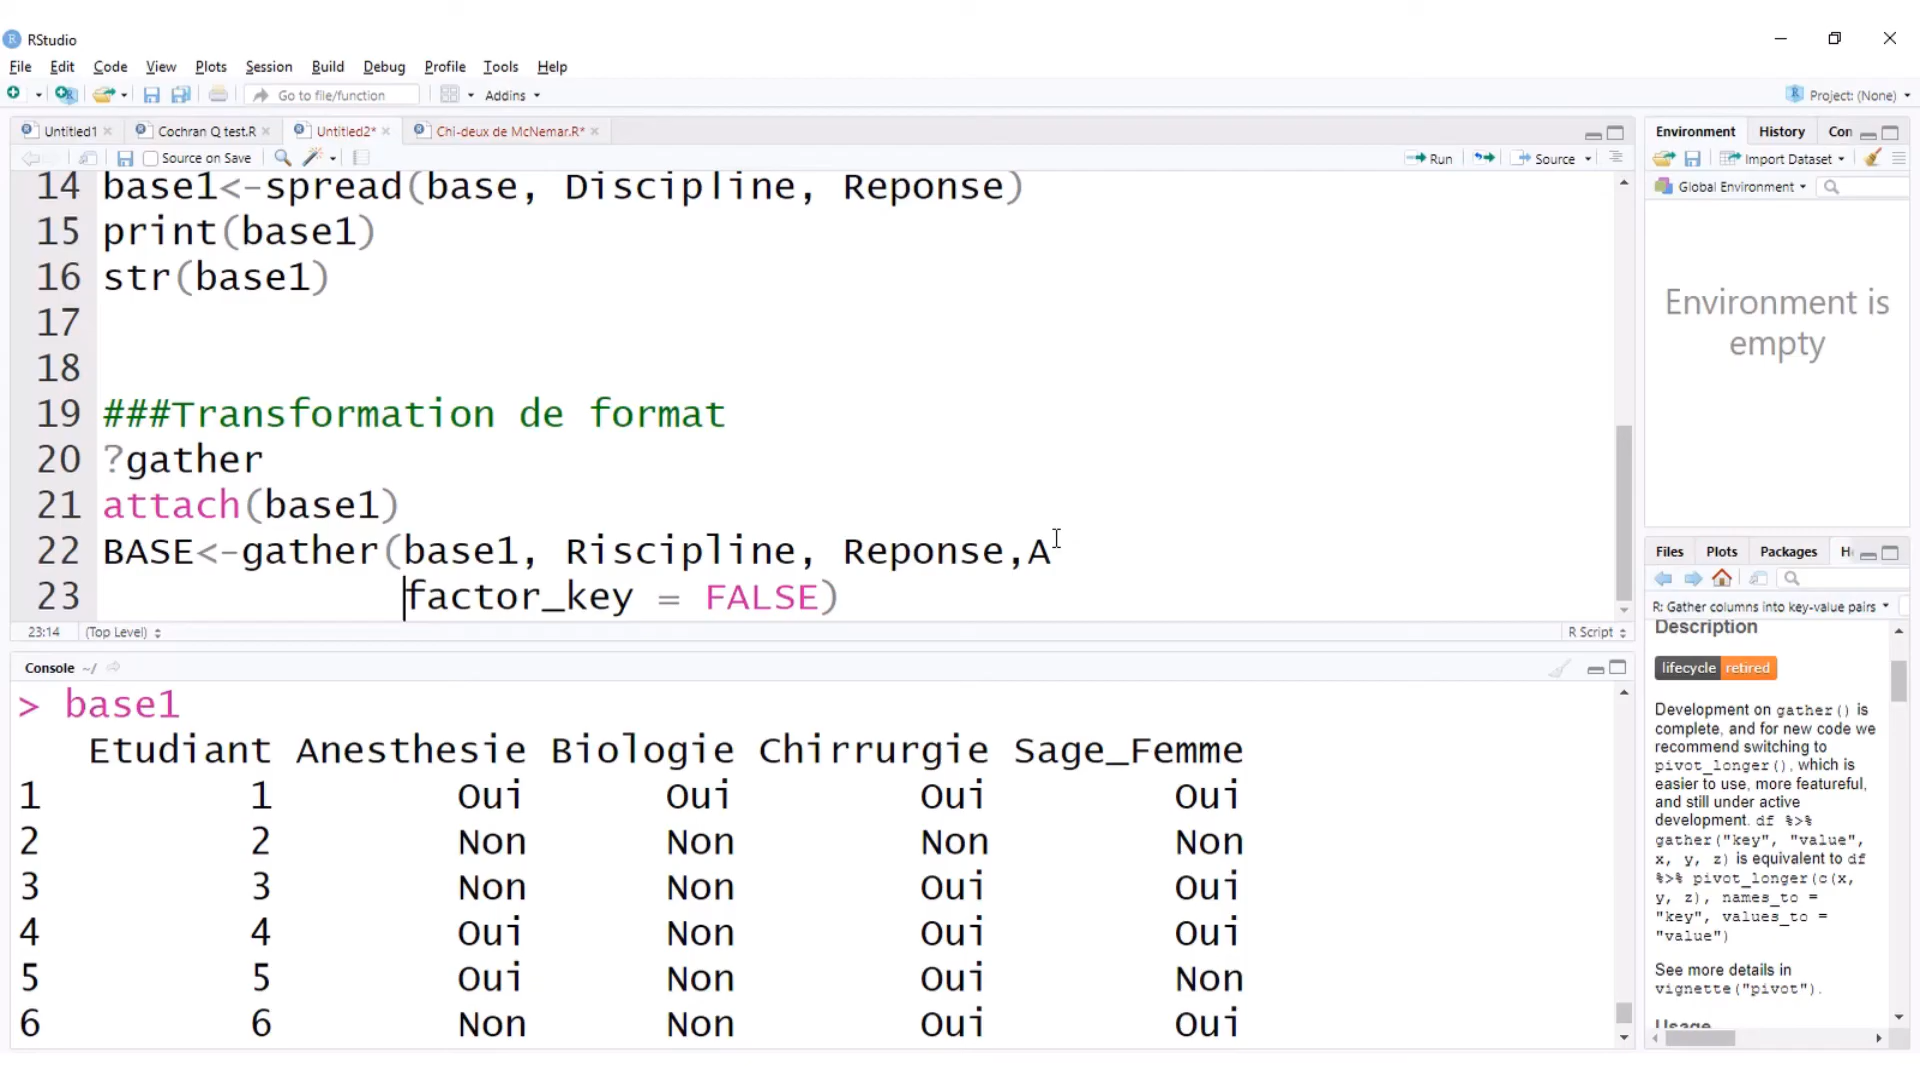 RStudio
File Edit Code View Plots Session Build Debug Profile Tools Help
Go to file/function Addins Project: (None)
Untitled1 Cochran Q test.R Untitled2* Chi-deux de McNemar.R*
Source on Save Run Source
14 base1<-spread(base, Discipline, Reponse)
15 print(base1)
16 str(base1)
17
18
19 ###Transformation de format
20 ?gather
21 attach(base1)
22 BASE<-gather(base1, Riscipline, Reponse,A
23 factor_key = FALSE)
23:14 (Top Level) R Script
Console ~/
> base1
Etudiant Anesthesie Biologie Chirrurgie Sage_Femme
1 1 Oui Oui Oui Oui
2 2 Non Non Non Non
3 3 Non Non Oui Oui
4 4 Oui Non Oui Oui
5 5 Oui Non Oui Non
6 6 Non Non Oui Oui
Environment History Con
Import Dataset
Global Environment
Environment is
empty
Files Plots Packages H
R: Gather columns into key-value pairs
Description
lifecycle retired
Development on gather() is
complete, and for new code we
recommend switching to
pivot_longer(), which is
easier to use, more featureful,
and still under active
development. df %>%
gather("key", "value",
x, y, z) is equivalent to df
%>% pivot_longer(c(x,
y, z), names_to =
"key", values_to =
"value")
See more details in
vignette("pivot").
Usage